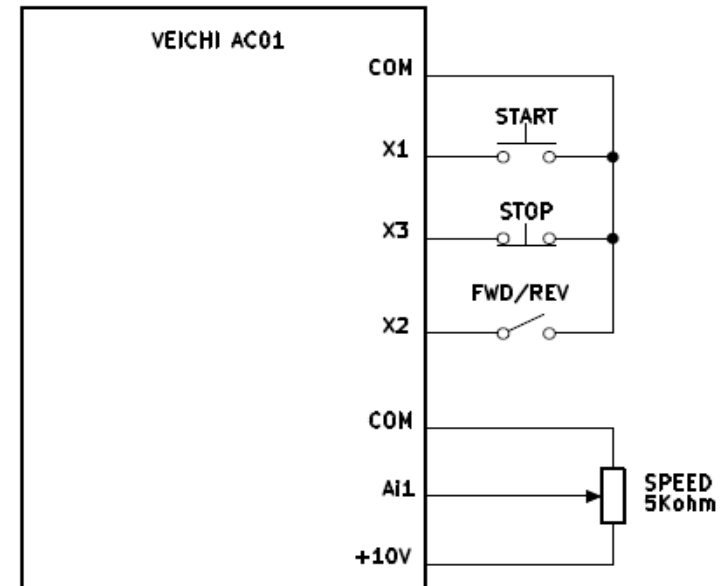 VEICHI AC01
COM
START
X1
STOP
X3
FWD/REV
X2
COM
Ai1
SPEED
5Kohm
+10V